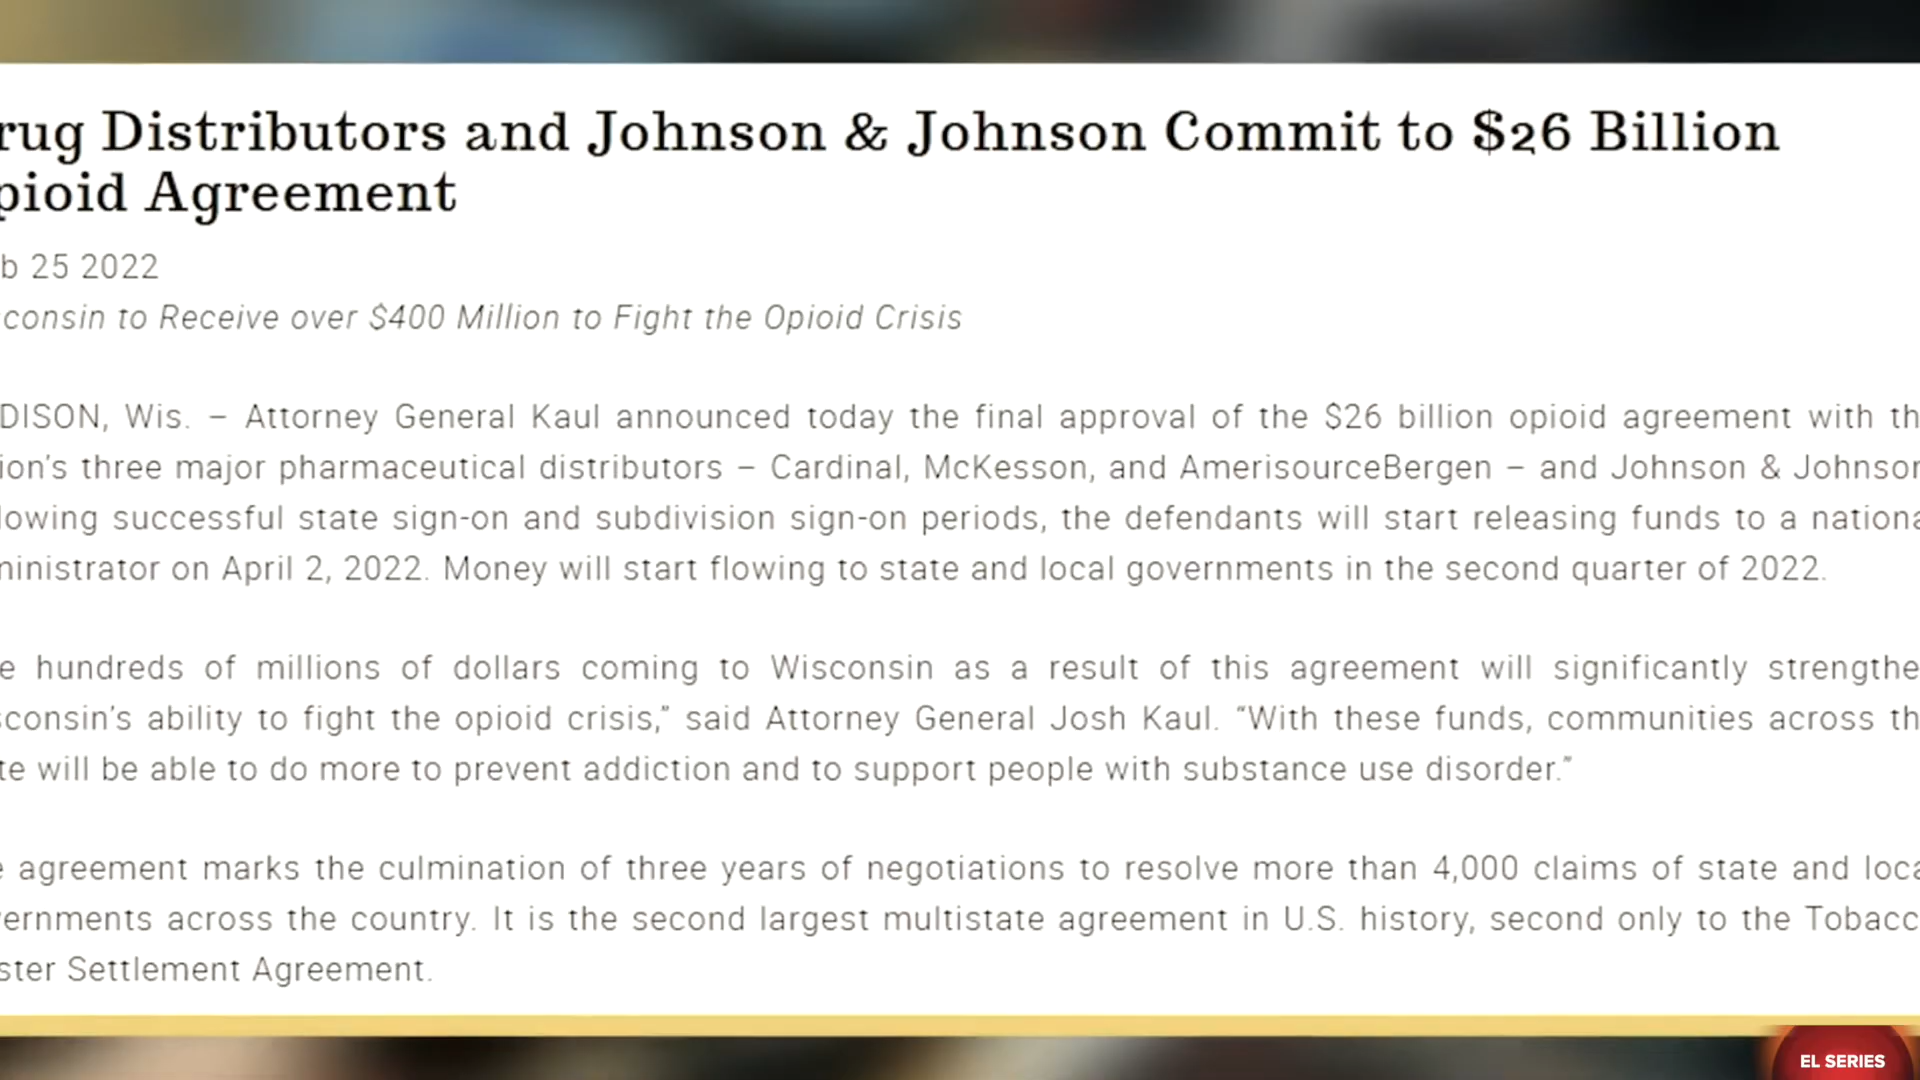 rug Distributors and Johnson & Johnson Commit to $26 Billion
pioid Agreement
b 25 2022
consin to Receive over $400 Million to Fight the Opioid Crisis
DISON, Wis. – Attorney General Kaul announced today the final approval of the $26 billion opioid agreement with th
ion's three major pharmaceutical distributors – Cardinal, McKesson, and AmerisourceBergen – and Johnson & Johnson
lowing successful state sign-on and subdivision sign-on periods, the defendants will start releasing funds to a nationa
ministrator on April 2, 2022. Money will start flowing to state and local governments in the second quarter of 2022.
e hundreds of millions of dollars coming to Wisconsin as a result of this agreement will significantly strengthe
sconsin's ability to fight the opioid crisis,” said Attorney General Josh Kaul. “With these funds, communities across th
te will be able to do more to prevent addiction and to support people with substance use disorder.”
e agreement marks the culmination of three years of negotiations to resolve more than 4,000 claims of state and loca
ernments across the country. It is the second largest multistate agreement in U.S. history, second only to the Tobacc
ster Settlement Agreement.
EL SERIES